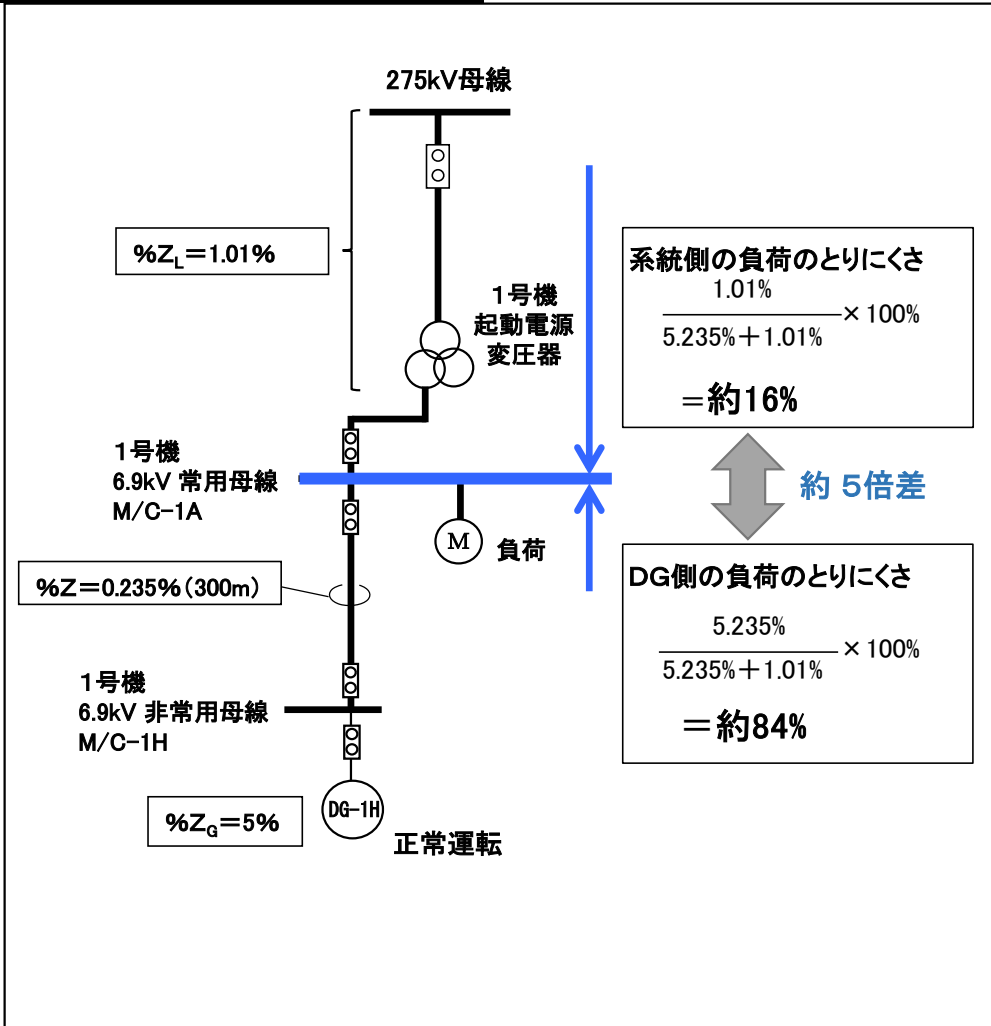 275kV母線
%ZL=1.01%
1号機
起動電源
変圧器
系統側の負荷のとりにくさ
1.01%
5.235%+1.01%
×100%
=約16%
1号機
6.9kV 常用母線
M/C-1A
M
負荷
約 5倍差
%Z=0.235%(300m)
DG側の負荷のとりにくさ
5.235%
5.235%+1.01%
×100%
=約84%
1号機
6.9kV 非常用母線
M/C-1H
%ZG=5%
DG-1H
正常運転